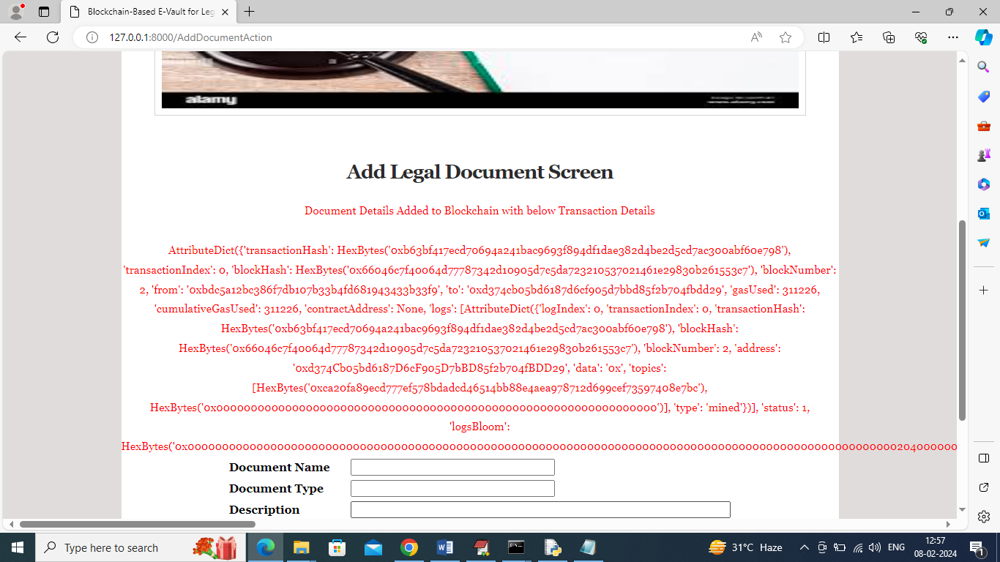 Blockchain-Based E-Vault for Leg
127.0.0.1:8000/AddDocumentAction
alamy
Add Legal Document Screen
Document Details Added to Blockchain with below Transaction Details
AttributeDict({'transactionHash': HexBytes('0xb63bf417ecd70694a241bac9693f894df1dae382d4be2d5cd7ac300abf60e798'),
'transactionIndex': 0, 'blockHash': HexBytes('0x66046c7f40064d77787342d10905d7c5da723210537021461e29830b261553c7'), 'blockNumber':
2, 'from': '0xbdc5a12bc386f7db107b33b4fd681943433b33f9', 'to': '0xd374cb05bd6187d6cf905d7bbd85f2b704fbdd29', 'gasUsed': 311226,
'cumulativeGasUsed': 311226, 'contractAddress': None, 'logs': [AttributeDict({'logIndex': 0, 'transactionIndex': 0, 'transactionHash':
HexBytes('0xb63bf417ecd70694a241bac9693f894df1dae382d4be2d5cd7ac300abf60e798'), 'blockHash':
HexBytes('0x66046c7f40064d77787342d10905d7c5da723210537021461e29830b261553c7'), 'blockNumber': 2, 'address':
'0xd374Cb05bd6187D6cF905D7bBD85f2b704fBDD29', 'data': '0x', 'topics':
[HexBytes('0xca20fa89ecd777ef578bdadcd46514bb88e4aea978712d699cef73597408e7bc'),
HexBytes('0x0000000000000000000000000000000000000000000000000000000000000000')], 'type': 'mined'})], 'status': 1,
'logsBloom':
Document Name
Document Type
Description
Type here to search
31°C Haze
ENG
12:57
08-02-2024
1